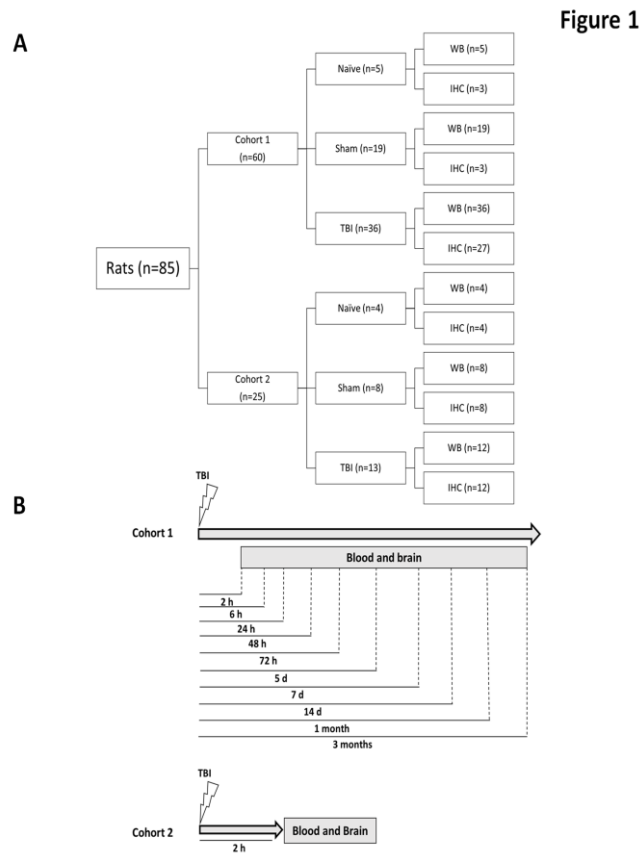 Figure 1
A
Rats (n=85)
Cohort 1
(n=60)
Naïve (n=5)
WB (n=5)
IHC (n=3)
Sham (n=19)
WB (n=19)
IHC (n=3)
TBI (n=36)
WB (n=36)
IHC (n=27)
Cohort 2
(n=25)
Naïve (n=4)
WB (n=4)
IHC (n=4)
Sham (n=8)
WB (n=8)
IHC (n=8)
TBI (n=13)
WB (n=12)
IHC (n=12)
B
TBI
Cohort 1
Blood and brain
2 h
6 h
24 h
48 h
72 h
5 d
7 d
14 d
1 month
3 months
TBI
Cohort 2
Blood and Brain
2 h